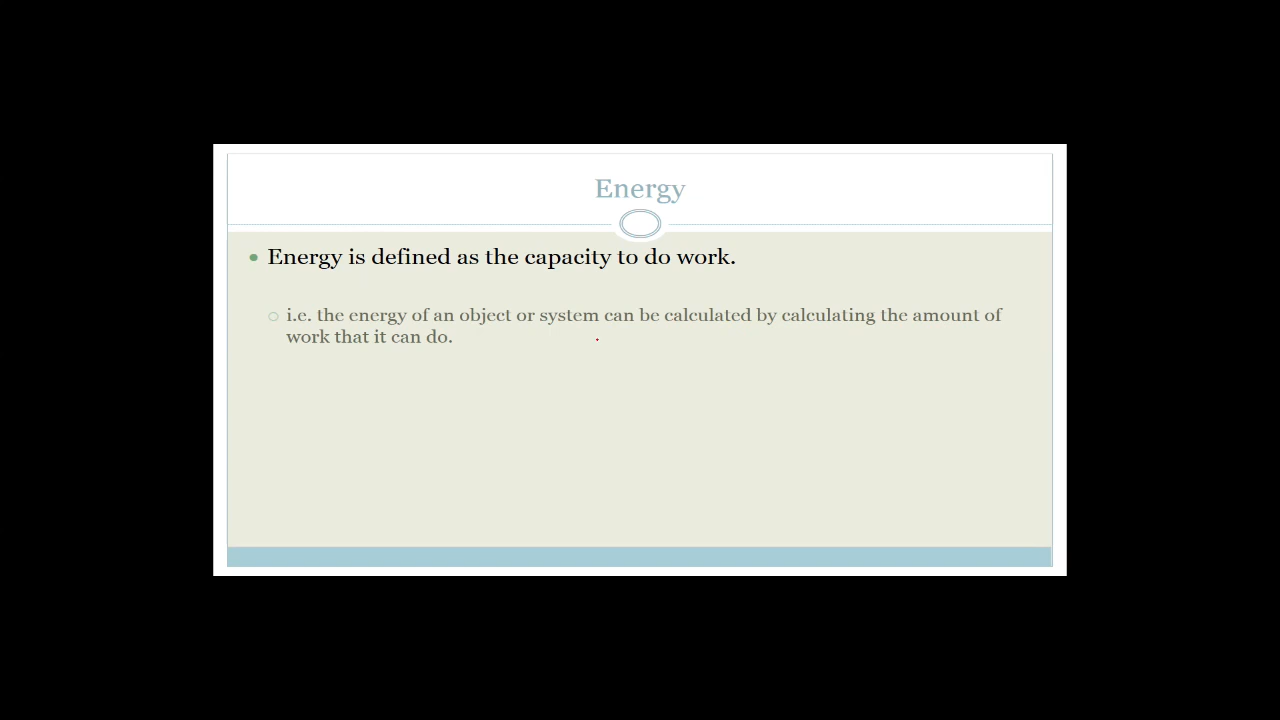 Energy
Energy is defined as the capacity to do work.
i.e. the energy of an object or system can be calculated by calculating the amount of
work that it can do.